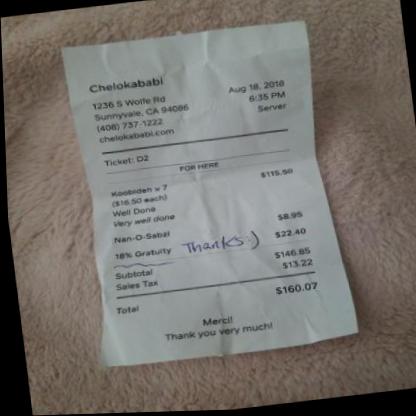 Chelokababi
1236 S Wolfe Rd
Sunnyvale, CA 94086
(408) 737-1222
chelokababi.com
Aug 18, 2018
6:35 PM
Server
Ticket: D2
FOR HERE
Koobideh x 7 $115.50
($16.50 each)
Well Done
Very well done
Nan-O-Sabzi $8.95
18% Gratuity Thanks :) $22.40
Subtotal $146.85
Sales Tax $13.22
Total $160.07
Merci!
Thank you very much!